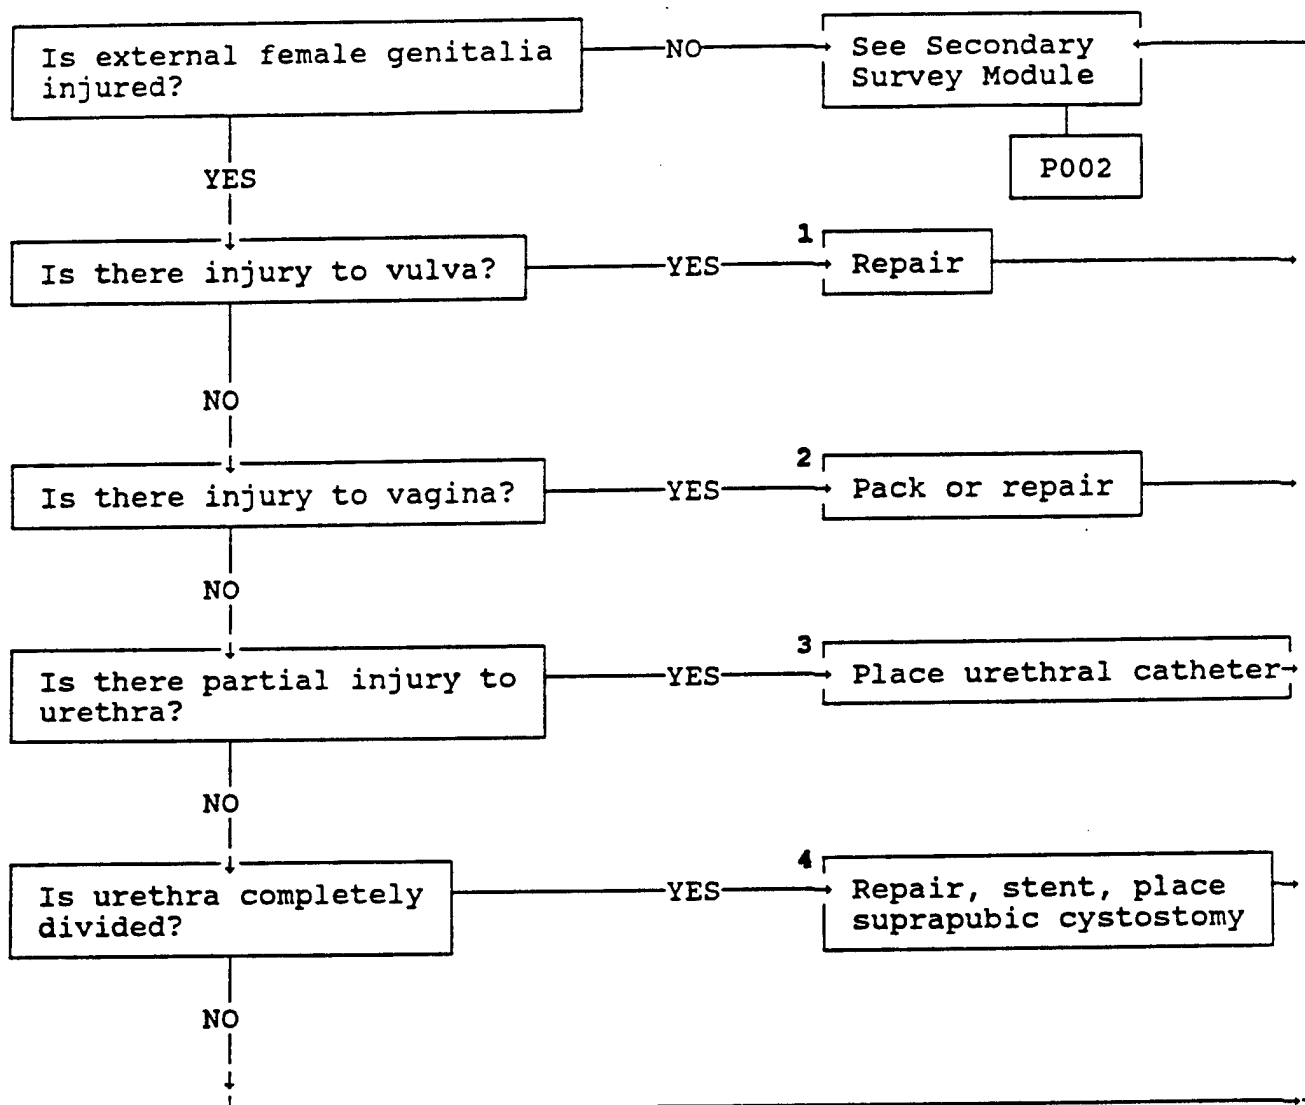 Is external female genitalia
injured?
NO
See Secondary
Survey Module
P002
YES
Is there injury to vulva?
YES
1
Repair
NO
Is there injury to vagina?
YES
2
Pack or repair
NO
Is there partial injury to
urethra?
YES
3
Place urethral catheter
NO
Is urethra completely
divided?
YES
4
Repair, stent, place
suprapubic cystostomy
NO